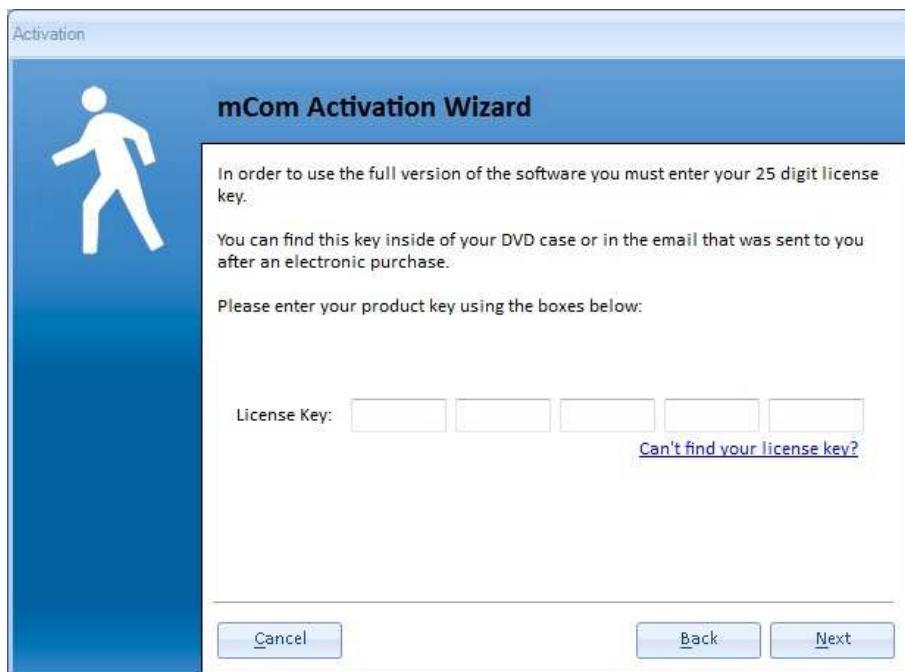 Activation
mCom Activation Wizard
In order to use the full version of the software you must enter your 25 digit license
key.
You can find this key inside of your DVD case or in the email that was sent to you
after an electronic purchase.
Please enter your product key using the boxes below:
License Key:
Can't find your license key?
Cancel
Back
Next